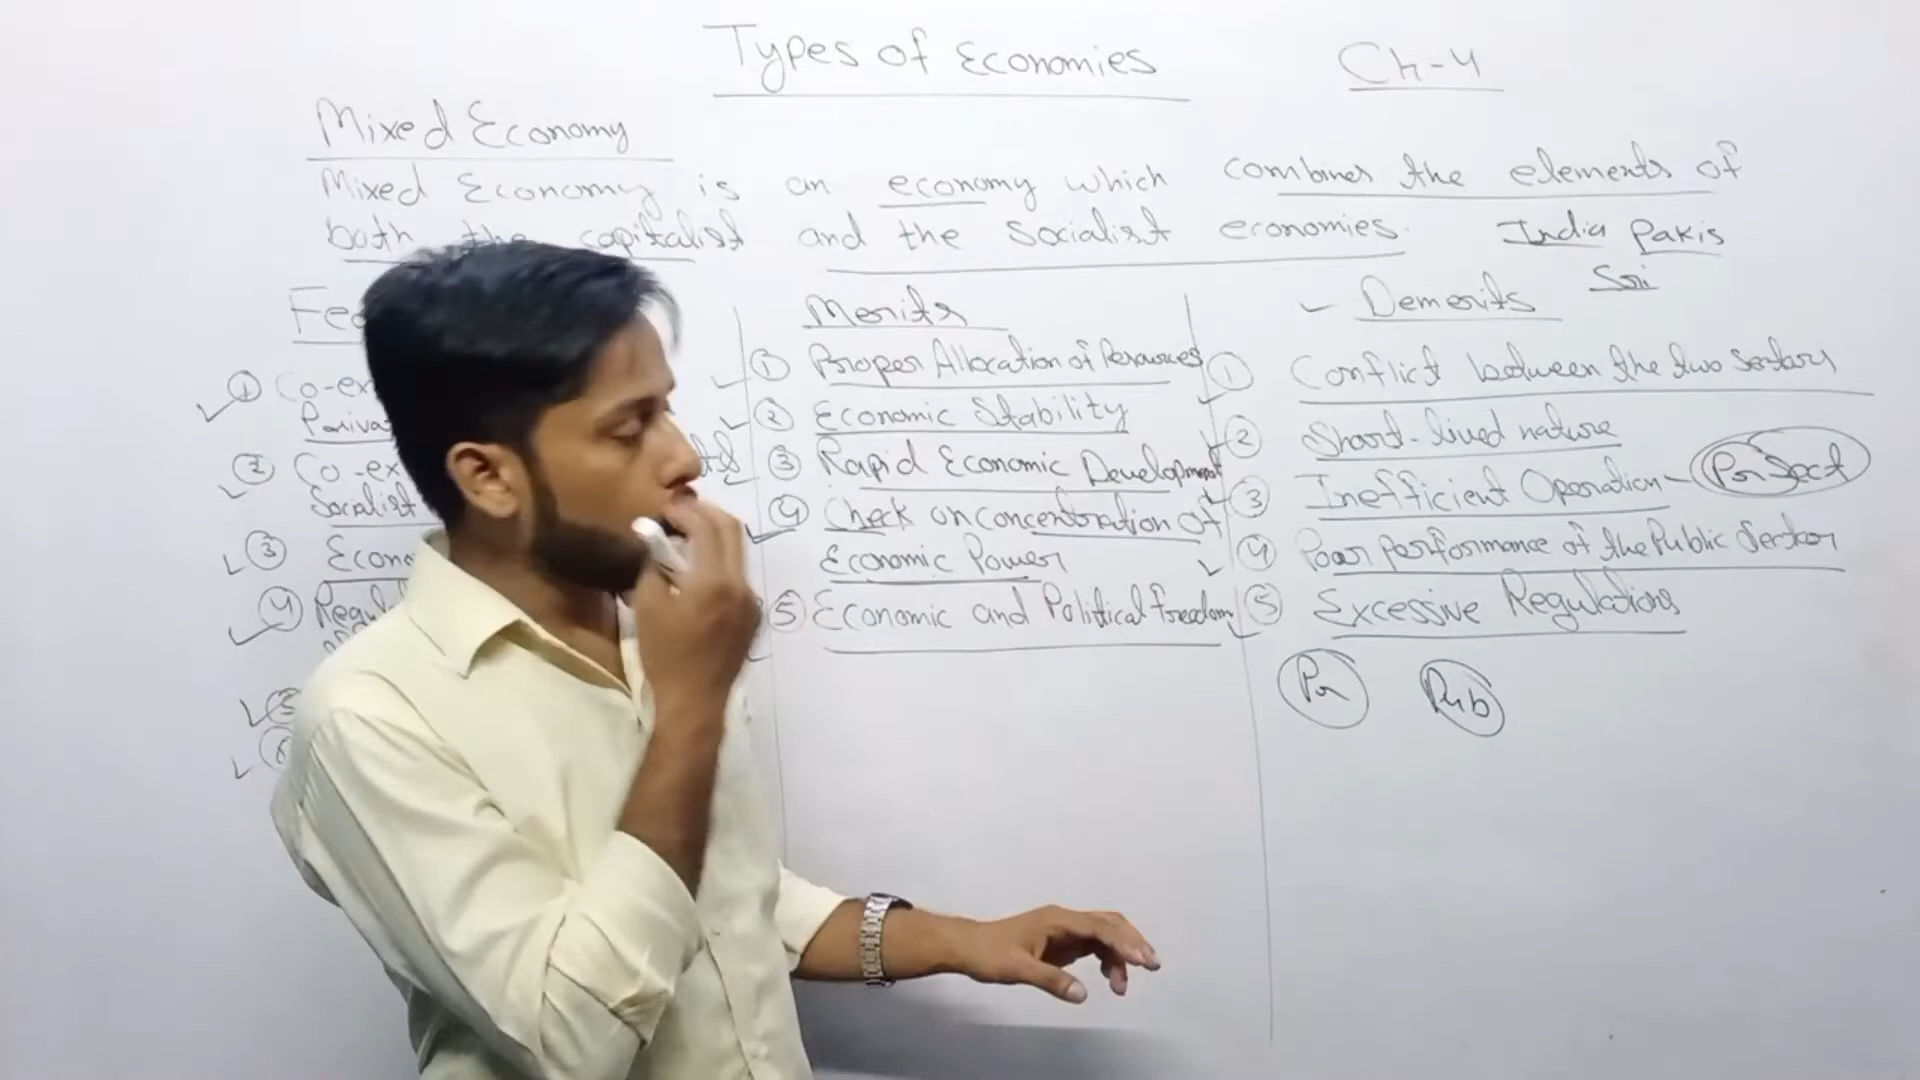 Types of Economies
Ch-4
Mixed Economy
Mixed Economy is an economy which combines the elements of
both the capitalist and the Socialist economies.
India Pakis
Sri
Merits
① Proper Allocation of Resources
② Economic Stability
③ Rapid Economic Development
④ Check on concentration of
Economic Power
⑤ Economic and Political freedom
Demerits
① Conflict between the two sectors
② Short-lived nature
③ Inefficient Operation - Pr Sect
④ Poor performance of the Public Sector
⑤ Excessive Regulations
Pr
Pub
①
②
Socialist
③
④
⑤